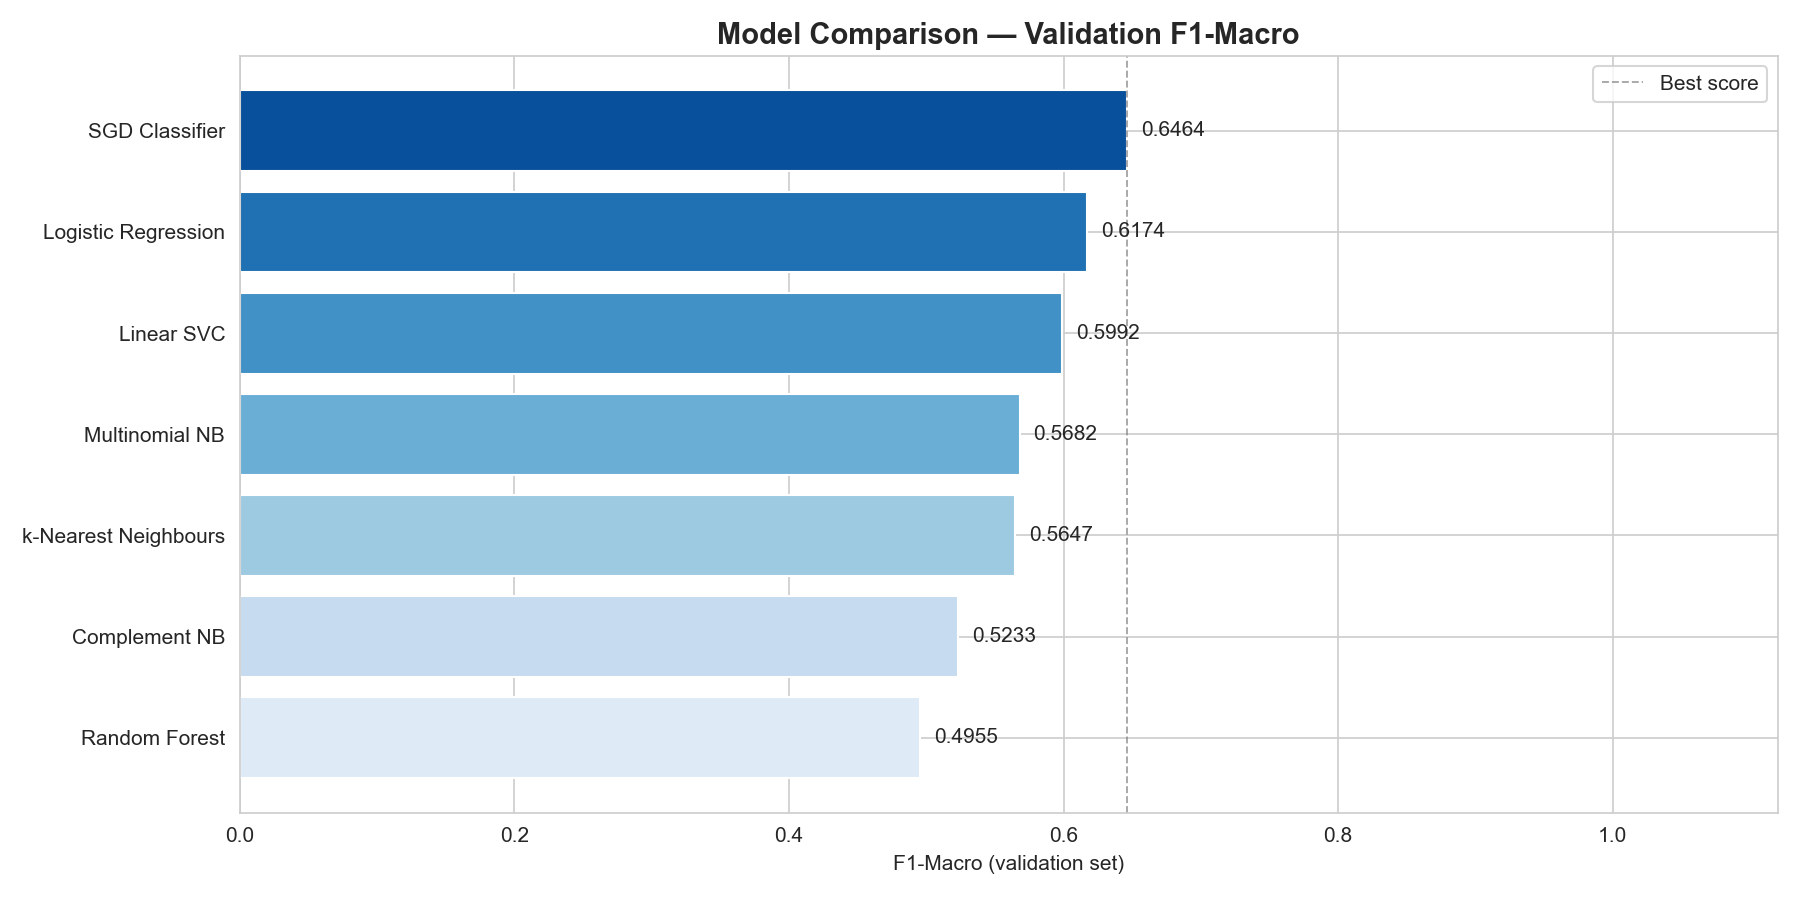 Model Comparison — Validation F1-Macro
Best score
SGD Classifier
0.6464
Logistic Regression
0.6174
Linear SVC
0.5992
Multinomial NB
0.5682
k-Nearest Neighbours
0.5647
Complement NB
0.5233
Random Forest
0.4955
0.0 0.2 0.4 0.6 0.8 1.0
F1-Macro (validation set)